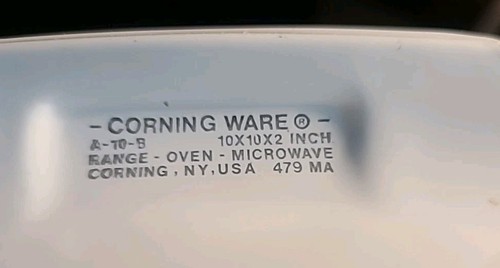 - CORNING WARE ® -
A-10-B 10X10X2 INCH
RANGE - OVEN - MICROWAVE
CORNING, NY, USA 479 MA